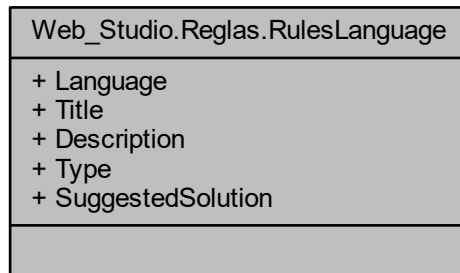 Web_Studio.Reglas.RulesLanguage
+ Language
+ Title
+ Description
+ Type
+ SuggestedSolution